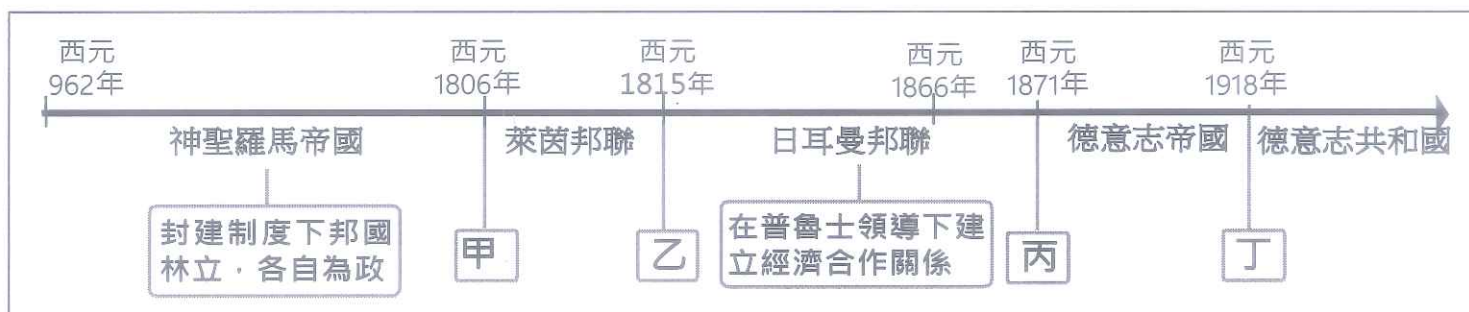 西元
962年
西元
1806年
西元
1815年
西元
1866年
西元
1871年
西元
1918年
神聖羅馬帝國
萊茵邦聯
日耳曼邦聯
德意志帝國
德意志共和國
封建制度下邦國
林立，各自為政
甲
乙
在普魯士領導下建
立經濟合作關係
丙
丁